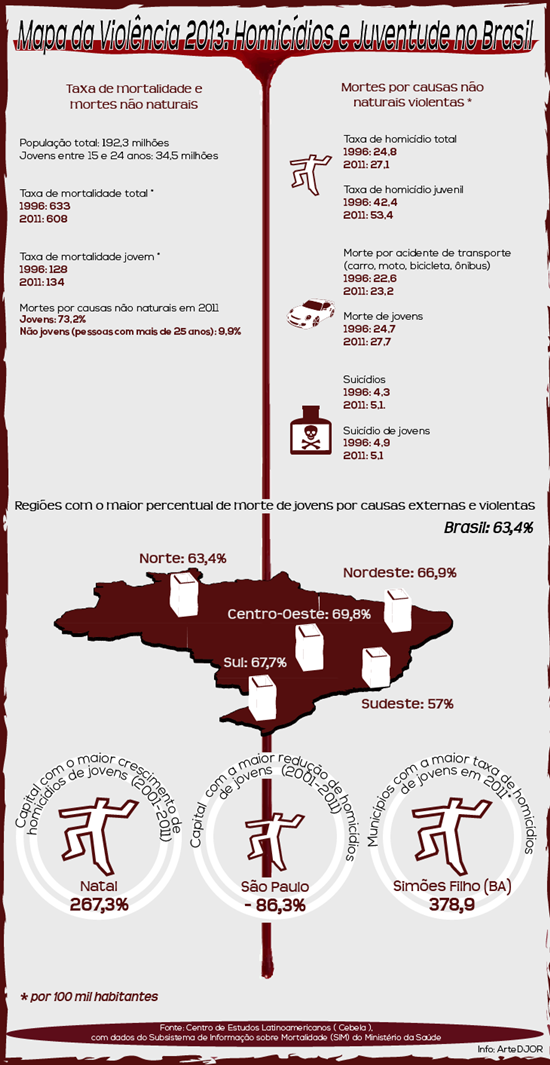 Mapa da Violência 2013: Homicídios e Juventude no Brasil
Taxa de mortalidade e
mortes não naturais
População total: 192,3 milhões
Jovens entre 15 e 24 anos: 34,5 milhões
Taxa de mortalidade total *
1996: 633
2011: 608
Taxa de mortalidade jovem *
1996: 128
2011: 134
Mortes por causas não naturais em 2011
Jovens: 73,2%
Não jovens (pessoas com mais de 25 anos): 9,9%
Mortes por causas não
naturais violentas *
Taxa de homicídio total
1996: 24,8
2011: 27,1
Taxa de homicídio juvenil
1996: 42,4
2011: 53,4
Morte por acidente de transporte
(carro, moto, bicicleta, ônibus)
1996: 22,6
2011: 23,2
Morte de jovens
1996: 24,7
2011: 27,7
Suicídios
1996: 4,3
2011: 5,1.
Suicídio de jovens
1996: 4,9
2011: 5,1
Regiões com o maior percentual de morte de jovens por causas externas e violentas
Brasil: 63,4%
Norte: 63,4%
Nordeste: 66,9%
Centro-Oeste: 69,8%
Sul: 67,7%
Sudeste: 57%
Capital com o maior crescimento de
homicídios de jovens (2001-2011)
Natal
267,3%
Capital com a maior redução de homicídios
de jovens (2001-2011)
São Paulo
- 86,3%
Municípios com a maior taxa de homicídios
de jovens em 2011*
Simões Filho (BA)
378,9
* por 100 mil habitantes
Fonte: Centro de Estudos Latinoamericanos ( Cebela ),
com dados do Subsistema de Informação sobre Mortalidade (SIM) do Ministério da Saúde
Info: Arte DJOR